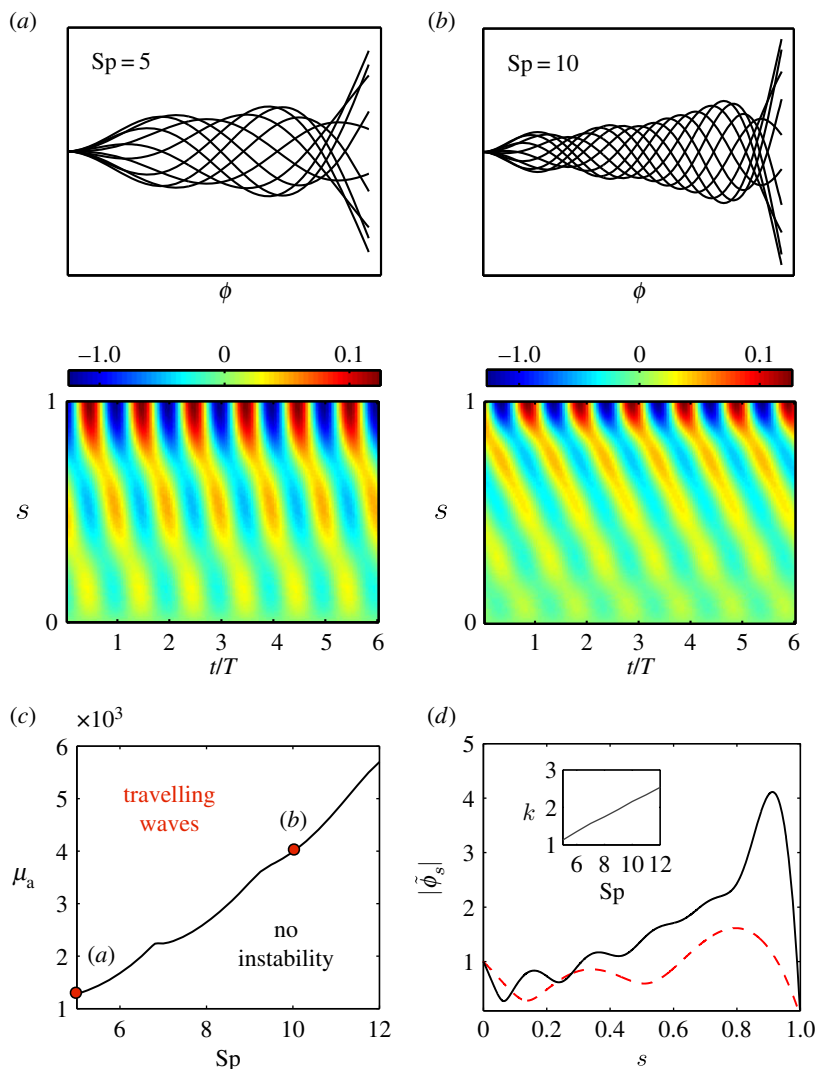 (a)
Sp = 5
ϕ
(b)
Sp = 10
ϕ
−1.0 0 0.1
1
s
0
1 2 3 4 5 6
t/T
−1.0 0 0.1
s
1 2 3 4 5 6
t/T
(c)
×10³
6
5
4
3
2
1
μₐ
travelling
waves
(b)
(a)
no
instability
6 8 10 12
Sp
(d)
5
4
3
2
1
|ϕ̃ₛ|
3
2
1
k
6 8 10 12
Sp
0 0.2 0.4 0.6 0.8 1.0
s